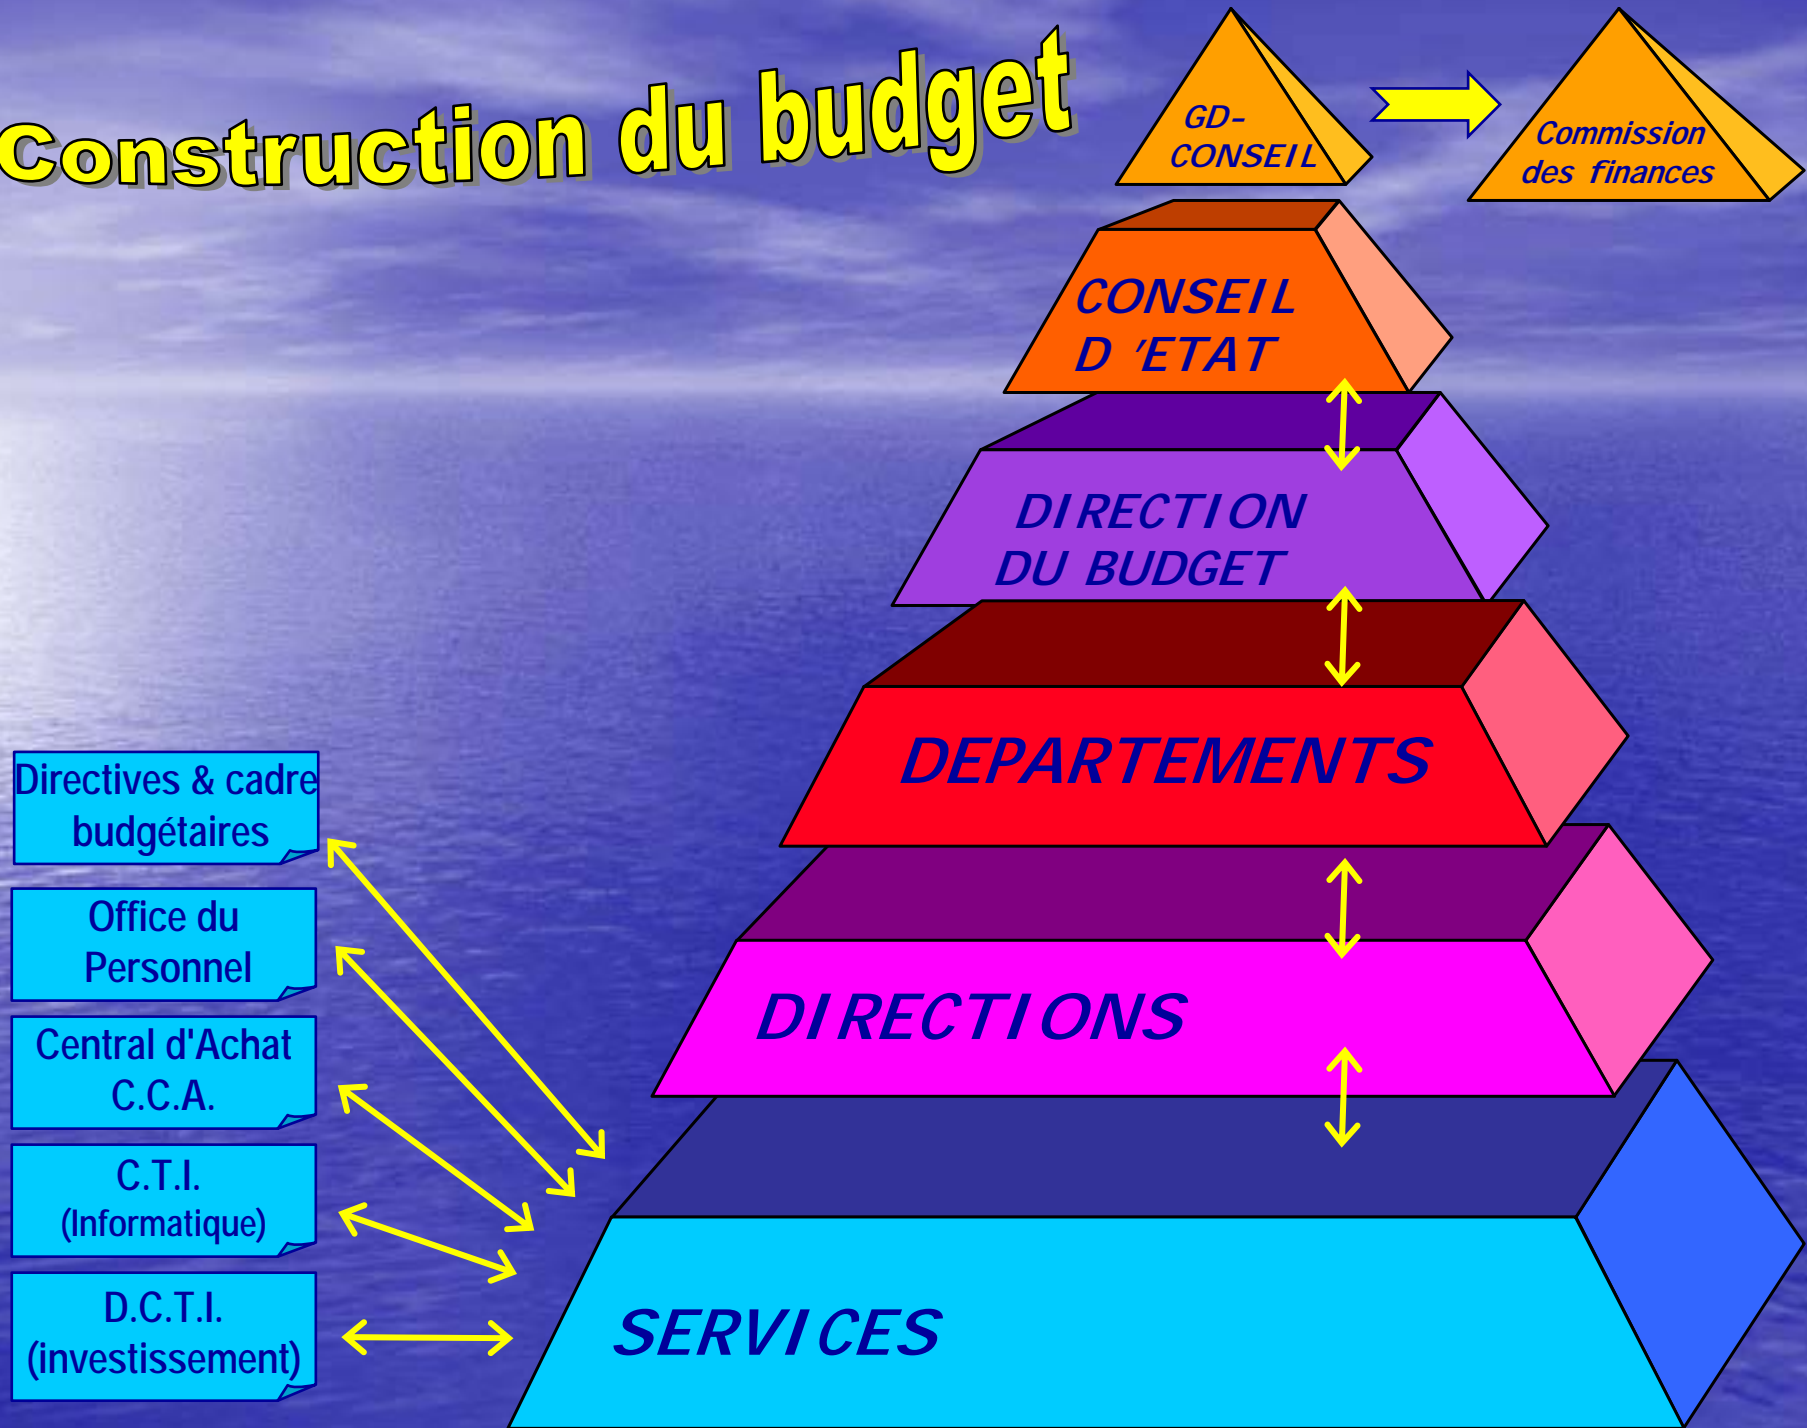 Construction du budget
GD-
CONSEIL
Commission
des finances
CONSEIL
D 'ETAT
DIRECTION
DU BUDGET
DEPARTEMENTS
DIRECTIONS
SERVICES
Directives & cadre
budgétaires
Office du
Personnel
Central d'Achat
C.C.A.
C.T.I.
(Informatique)
D.C.T.I.
(investissement)